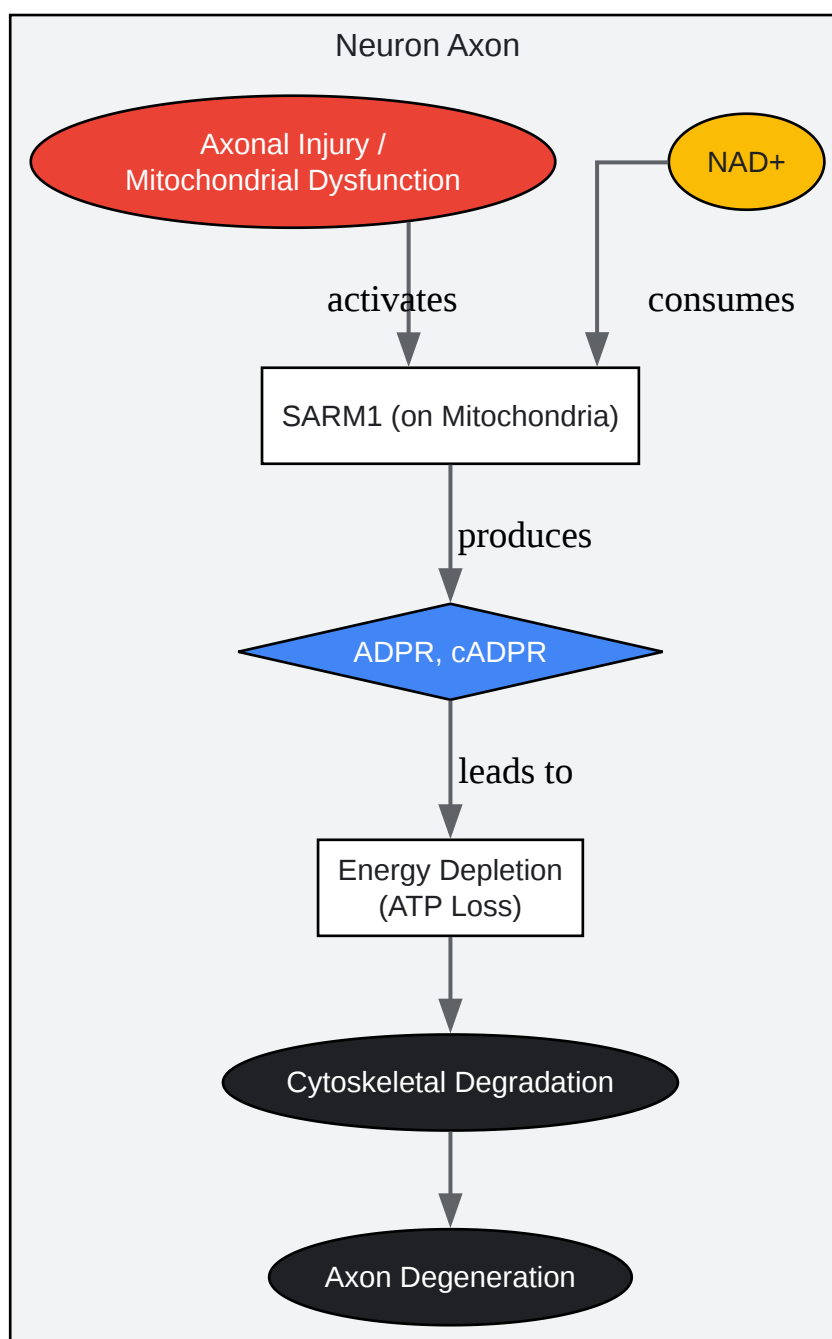 Neuron Axon
Axonal Injury /
Mitochondrial Dysfunction
NAD+
activates
consumes
SARM1 (on Mitochondria)
produces
ADPR, cADPR
leads to
Energy Depletion
(ATP Loss)
Cytoskeletal Degradation
Axon Degeneration